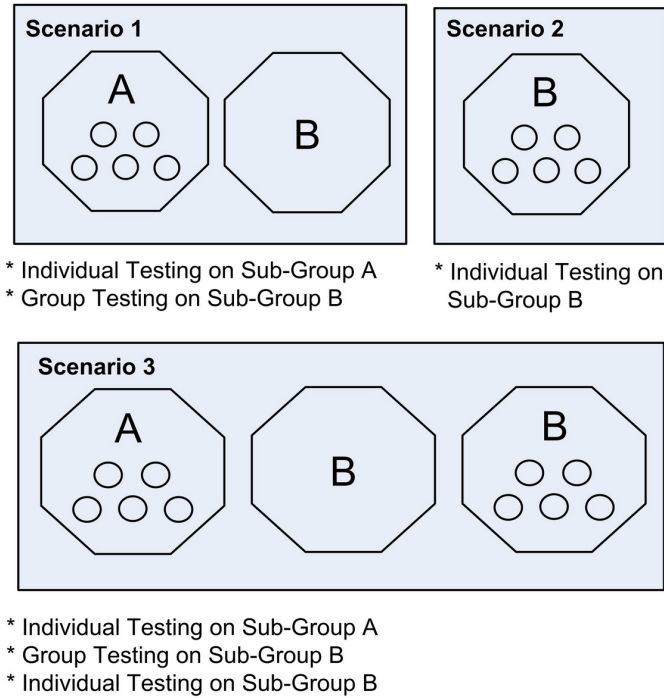 Scenario 1
A
B
* Individual Testing on Sub-Group A
* Group Testing on Sub-Group B
Scenario 2
B
* Individual Testing on
Sub-Group B
Scenario 3
A
B
B
* Individual Testing on Sub-Group A
* Group Testing on Sub-Group B
* Individual Testing on Sub-Group B